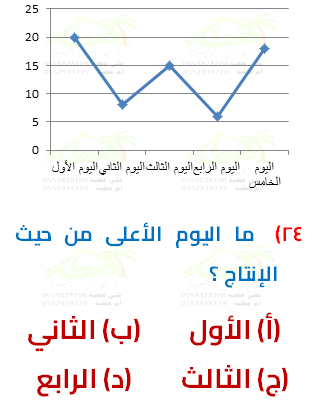 25
20
15
10
5
0
اليوم الأول اليوم الثاني اليوم الثالث اليوم الرابع اليوم الخامس
٢٤) ما اليوم الأعلى من حيث
الإنتاج ؟
(أ) الأول (ب) الثاني
(ج) الثالث (د) الرابع